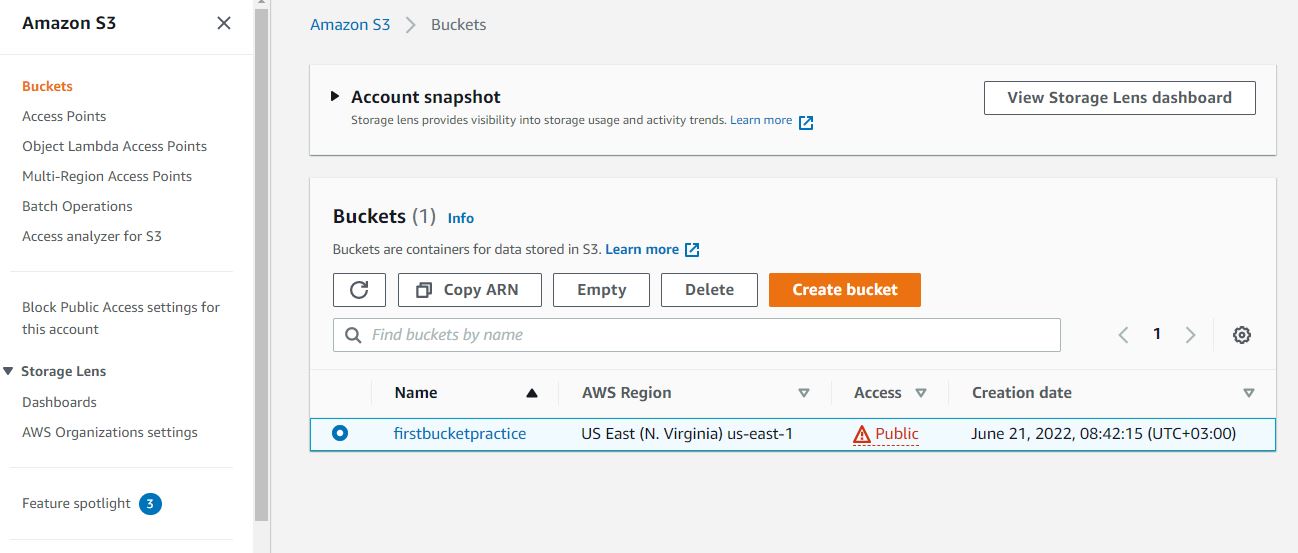 Amazon S3
Buckets
Access Points
Object Lambda Access Points
Multi-Region Access Points
Batch Operations
Access analyzer for S3
Block Public Access settings for
this account
Storage Lens
Dashboards
AWS Organizations settings
Feature spotlight 3
Amazon S3 Buckets
Account snapshot
Storage lens provides visibility into storage usage and activity trends. Learn more
View Storage Lens dashboard
Buckets (1) Info
Buckets are containers for data stored in S3. Learn more
Copy ARN Empty Delete Create bucket
Find buckets by name 1
Name AWS Region Access Creation date
firstbucketpractice US East (N. Virginia) us-east-1 Public June 21, 2022, 08:42:15 (UTC+03:00)